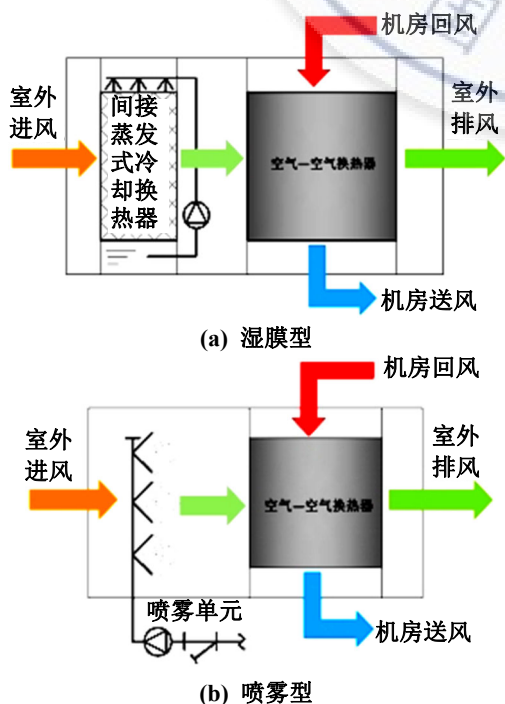 机房回风
室外
进风
间接
蒸发
式冷
却换
热器
空气—空气换热器
室外
排风
机房送风
(a) 湿膜型
机房回风
室外
进风
空气—空气换热器
室外
排风
喷雾单元
机房送风
(b) 喷雾型